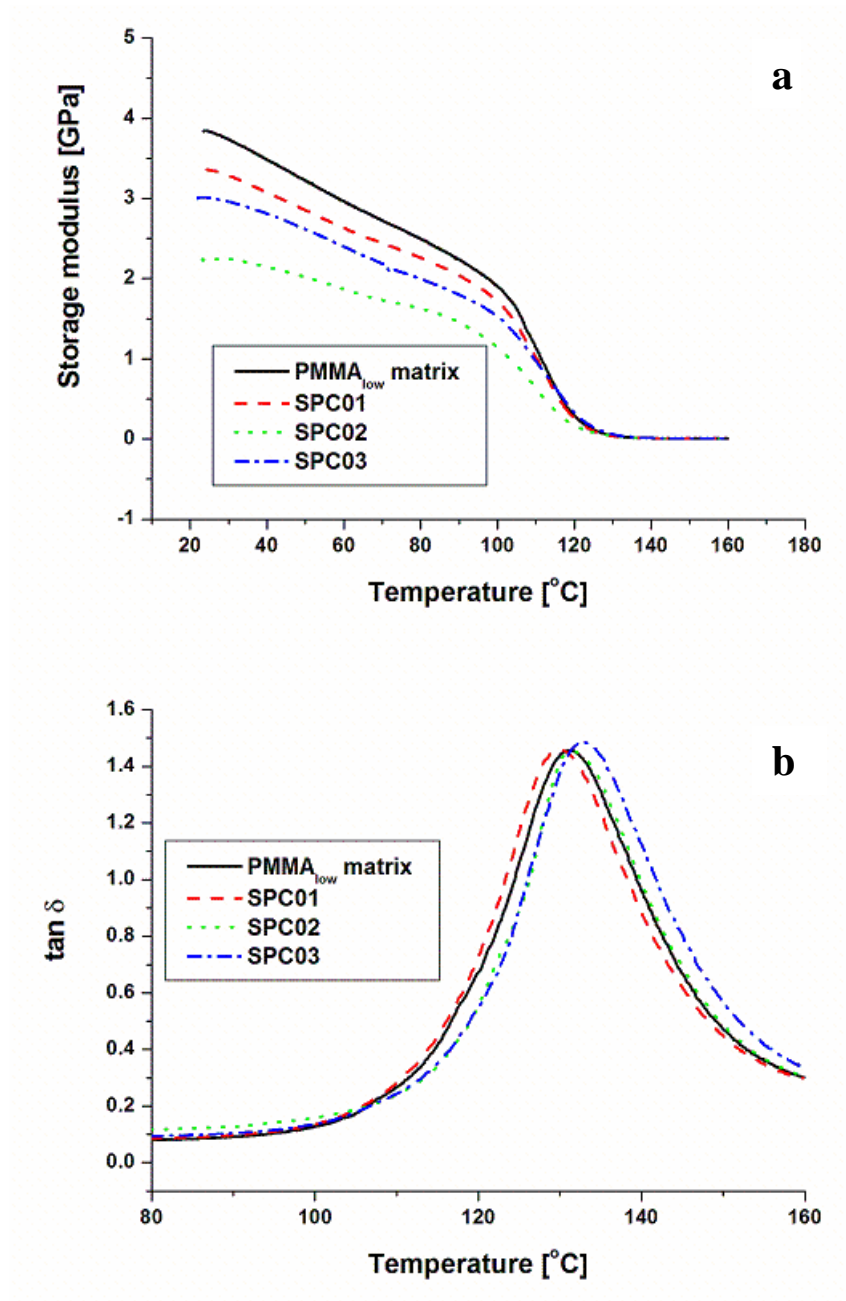 a
Storage modulus [GPa]
5
4
3
2
1
0
-1
PMMAlow matrix
SPC01
SPC02
SPC03
20 40 60 80 100 120 140 160 180
Temperature [°C]
b
tan δ
1.6
1.4
1.2
1.0
0.8
0.6
0.4
0.2
0.0
PMMAlow matrix
SPC01
SPC02
SPC03
80 100 120 140 160
Temperature [°C]